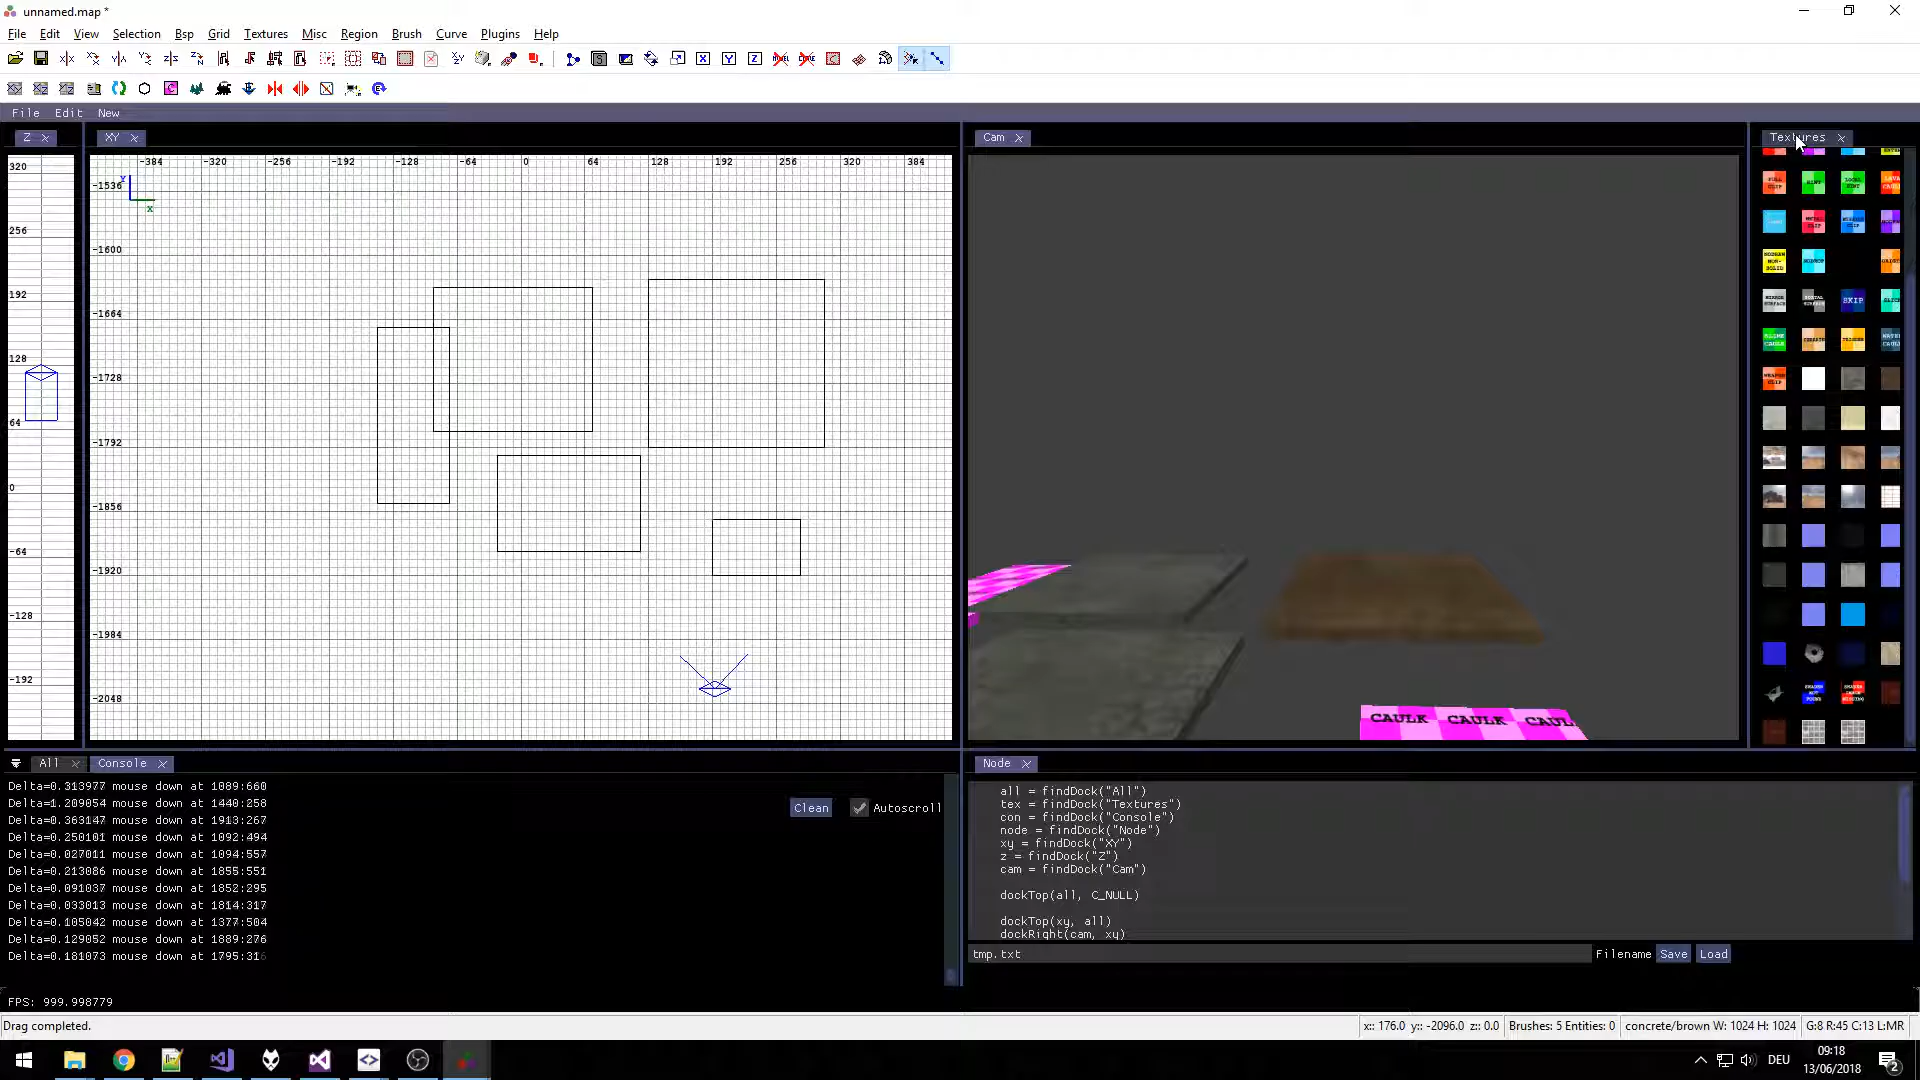 unnamed.map *
File Edit View Selection Bsp Grid Textures Misc Region Brush Curve Plugins Help
File Edit New
Z XY Cam Textures
320 256 192 128 64 0 -64 -128 -192
-384 -320 -256 -192 -128 -64 0 64 128 192 256 320 384
Y
X
-1536
-1600
-1664
-1728
-1792
-1856
-1920
-1984
-2048
CAULK CAULK CAUL
FULL CLIP
HINT
SKIP
WEAPON CLIP
All Console
Delta=0.313977 mouse down at 1089:660
Delta=1.209054 mouse down at 1440:258
Delta=0.363147 mouse down at 1913:267
Delta=0.250101 mouse down at 1092:494
Delta=0.027011 mouse down at 1094:557
Delta=0.213086 mouse down at 1855:551
Delta=0.091037 mouse down at 1852:295
Delta=0.033013 mouse down at 1814:317
Delta=0.105042 mouse down at 1377:504
Delta=0.129052 mouse down at 1889:276
Delta=0.181073 mouse down at 1795:316
Clean Autoscroll
FPS: 999.998779
Node
all = findDock("All")
tex = findDock("Textures")
con = findDock("Console")
node = findDock("Node")
xy = findDock("XY")
z = findDock("Z")
cam = findDock("Cam")
dockTop(all, C_NULL)
dockTop(xy, all)
dockRight(cam, xy)
tmp.txt Filename Save Load
Drag completed.
x:: 176.0 y:: -2096.0 z:: 0.0 Brushes: 5 Entities: 0 concrete/brown W: 1024 H: 1024 G:8 R:45 C:13 L:MR
DEU
09:18
13/06/2018
2